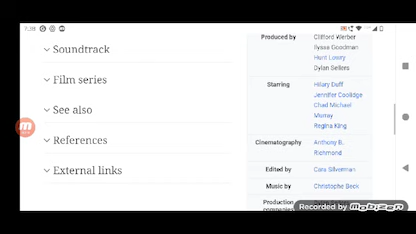 7:28
Soundtrack
Film series
See also
References
External links
Produced by
Clifford Werber
Ilysse Goodman
Hunt Lowry
Dylan Sellers
Starring
Hilary Duff
Jennifer Coolidge
Chad Michael
Murray
Regina King
Cinematography
Anthony B.
Richmond
Edited by
Cara Silverman
Music by
Christophe Beck
Production
Recorded by Mobizen